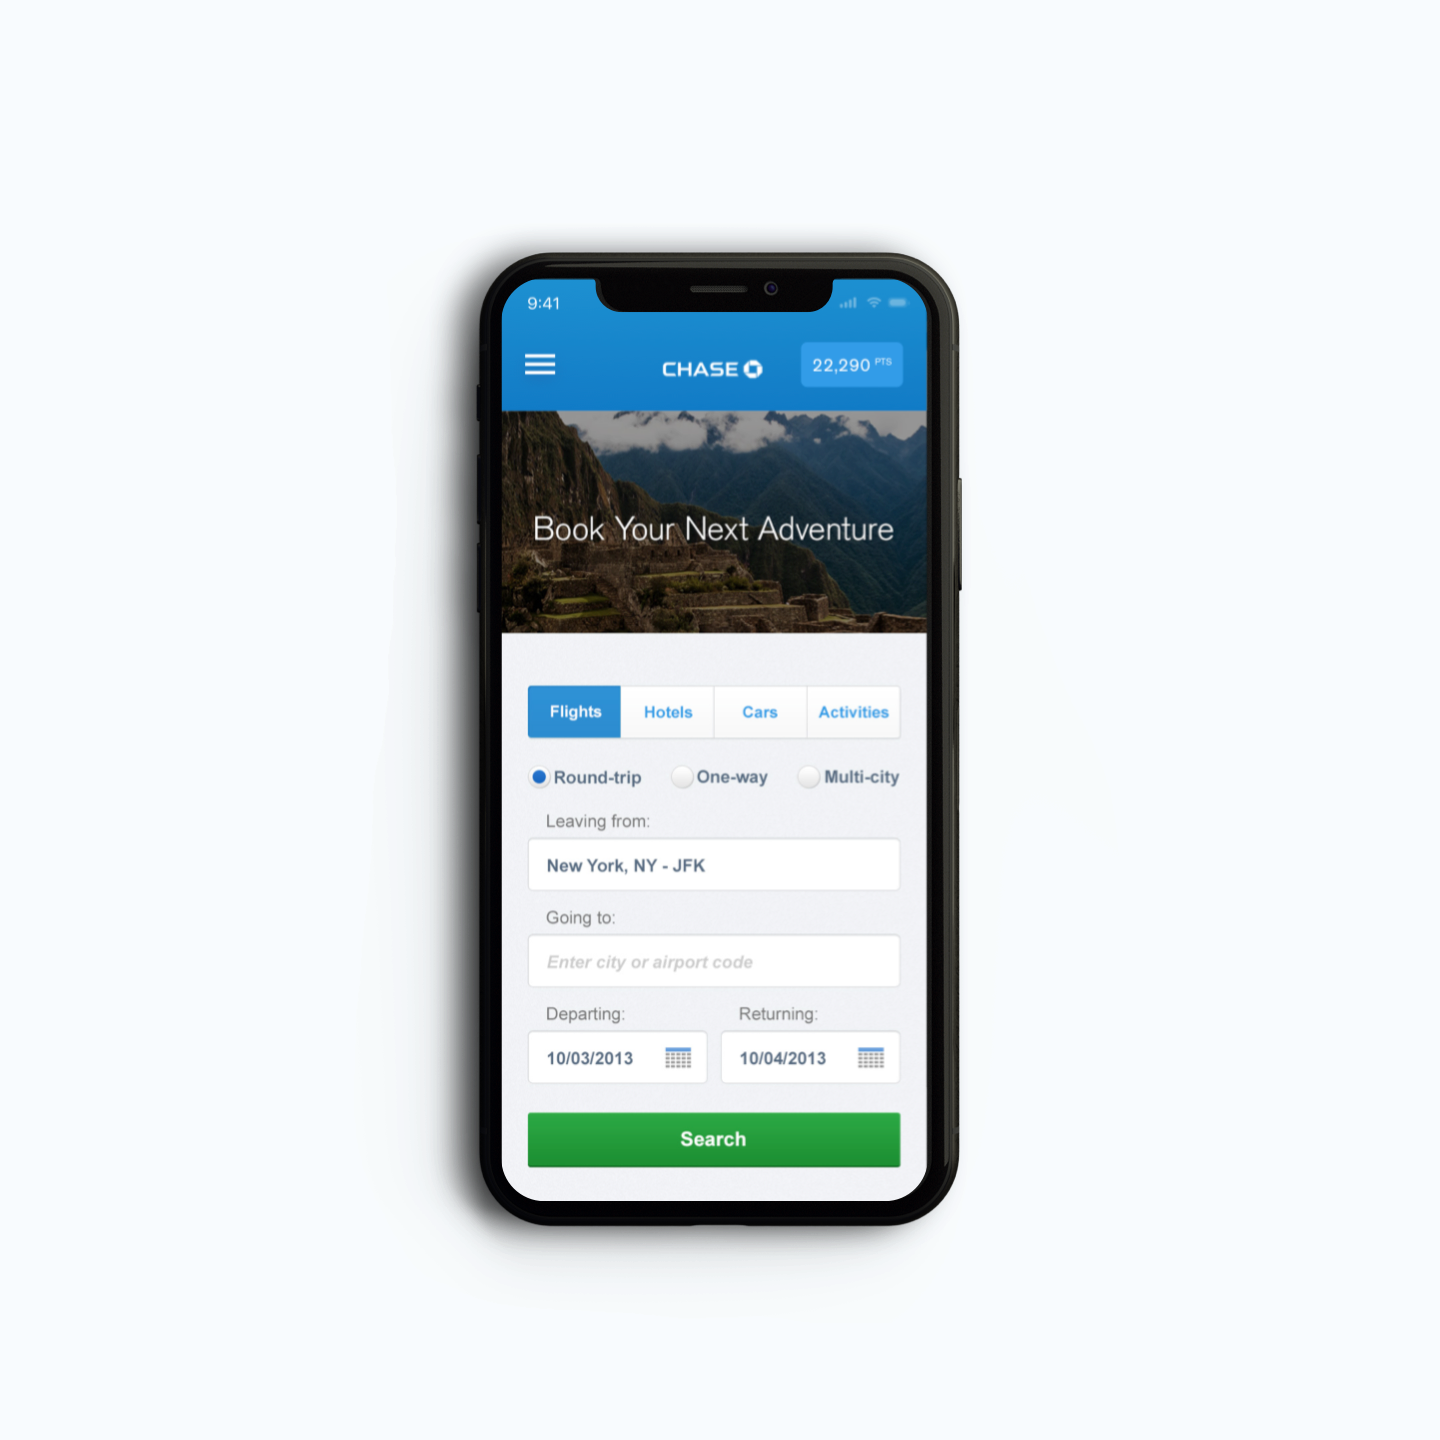 9:41
CHASE
22,290 PTS
Book Your Next Adventure
Flights Hotels Cars Activities
Round-trip One-way Multi-city
Leaving from:
New York, NY - JFK
Going to:
Enter city or airport code
Departing: Returning:
10/03/2013 10/04/2013
Search